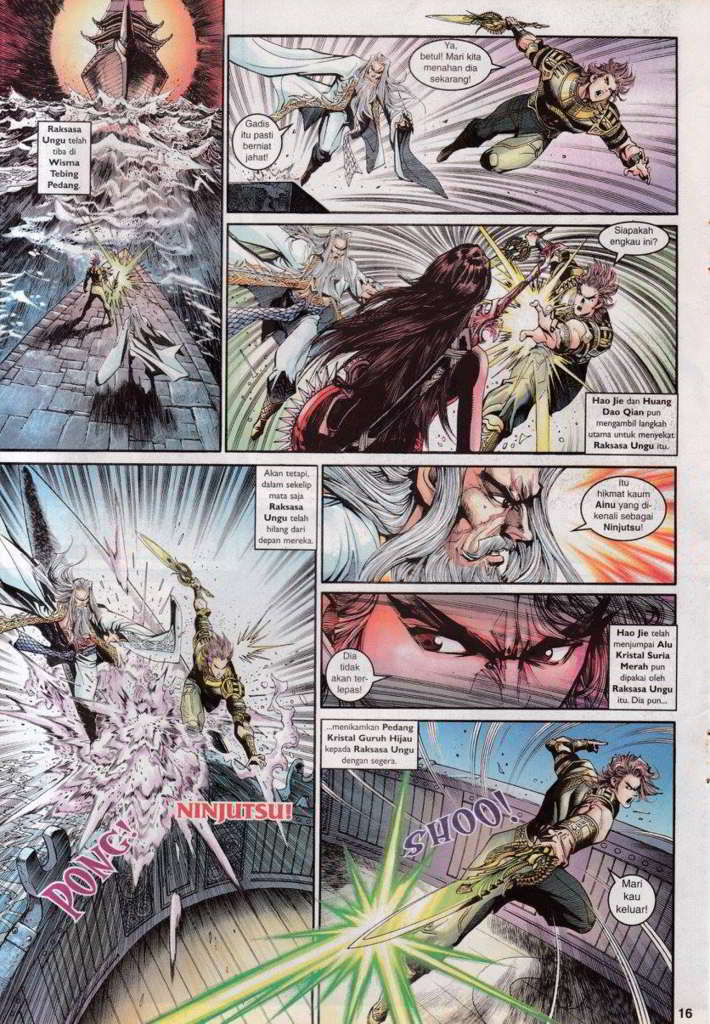 Raksasa
Ungu telah
tiba di
Wisma
Tebing
Pedang.
Ya,
betul! Mari kita
menahan dia
sekarang!
Gadis
itu pasti
berniat
jahat!
Siapakah
engkau ini?
Hao Jie dan Huang
Dao Qian pun
mengambil langkah
utama untuk menyekat
Raksasa Ungu itu.
Akan tetapi,
dalam sekelip
mata saja
Raksasa
Ungu telah
hilang dari
depan mereka.
NINJUTSU!
PONG!
Itu
hikmat kaum
Ainu yang di-
kenali sebagai
Ninjutsu!
Hao Jie telah
menjumpai Alu
Kristal Suria
Merah pun
dipakai oleh
Raksasa Ungu
itu. Dia pun...
Dia
tidak
akan ter-
lepas!
...menikamkan Pedang
Kristal Guruh Hijau
kepada Raksasa Ungu
dengan segera.
SHOO!
Mari
kau
keluar!
16